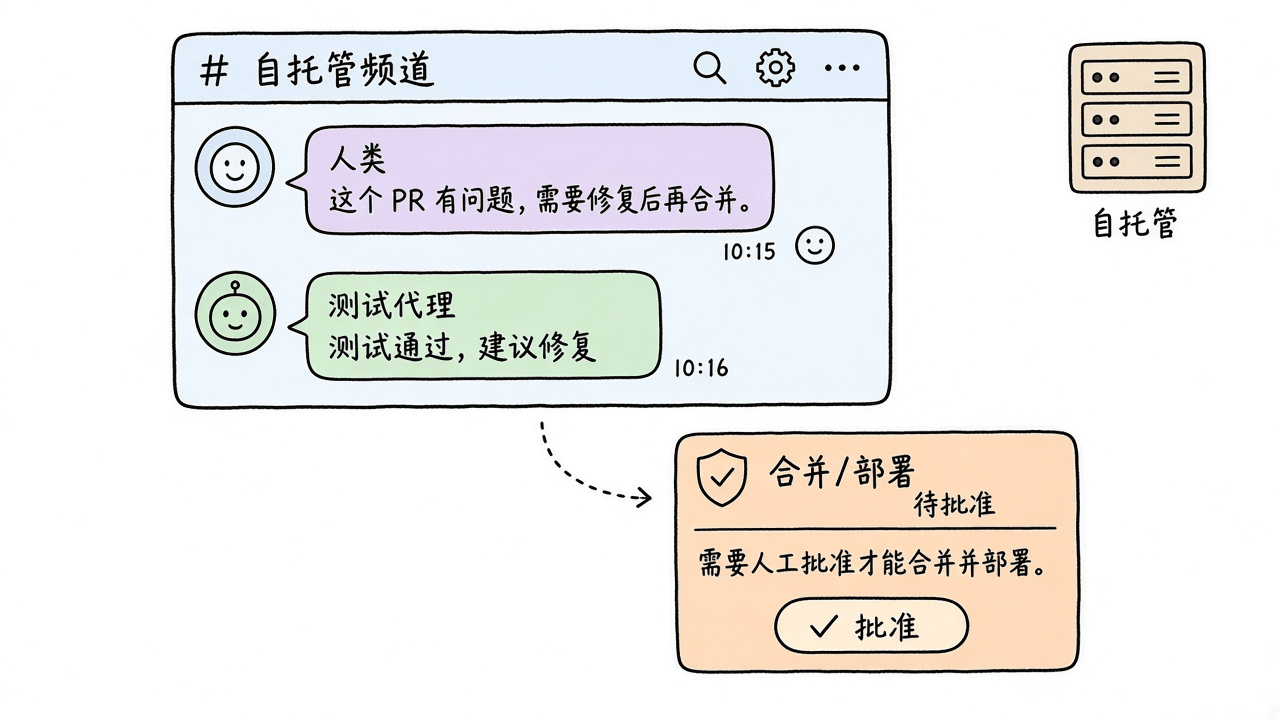 # 自托管频道
人类
这个 PR 有问题，需要修复后再合并。
10:15
测试代理
测试通过，建议修复
10:16
自托管
合并/部署
待批准
需要人工批准才能合并并部署。
批准